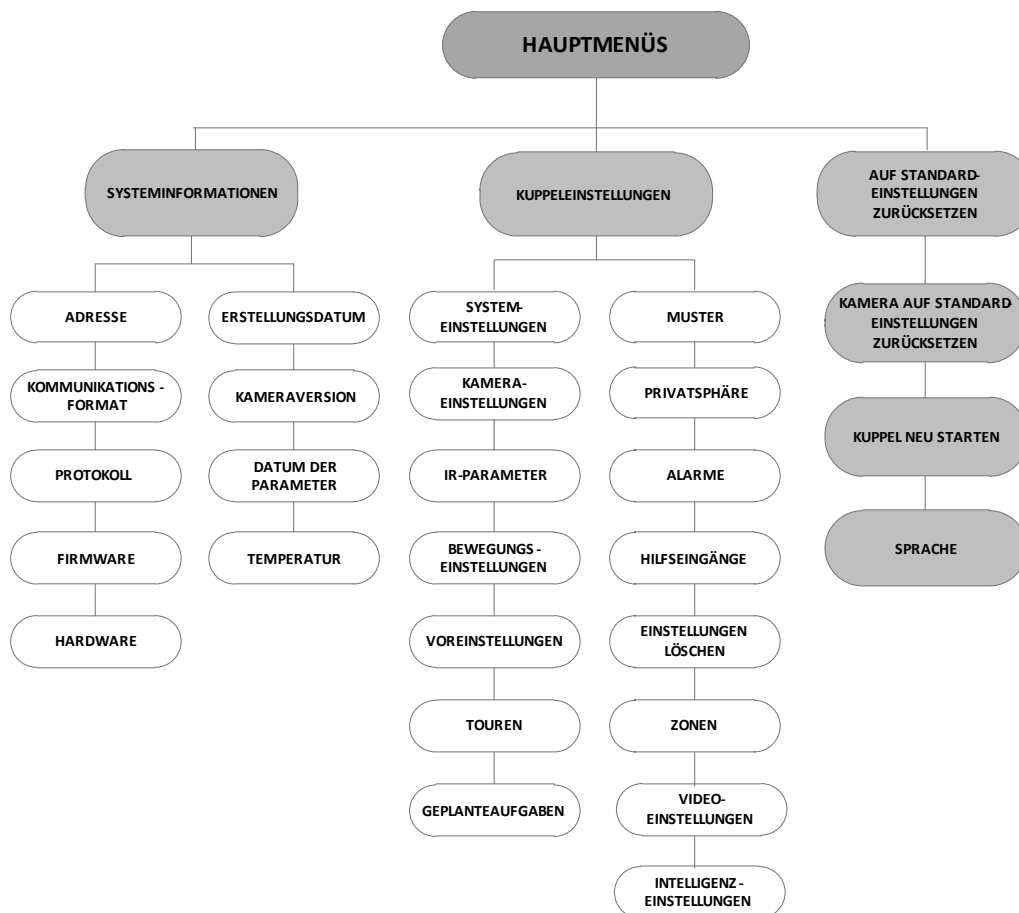 HAUPTMENÜS
SYSTEMINFORMATIONEN
ADRESSE
KOMMUNIKATIONS -
FORMAT
PROTOKOLL
FIRMWARE
HARDWARE
ERSTELLUNGSDATUM
KAMERAVERSION
DATUM DER
PARAMETER
TEMPERATUR
KUPPELEINSTELLUNGEN
SYSTEM-
EINSTELLUNGEN
KAMERA-
EINSTELLUNGEN
IR-PARAMETER
BEWEGUNGS -
EINSTELLUNGEN
VOREINSTELLUNGEN
TOUREN
GEPLANTEAUFGABEN
MUSTER
PRIVATSPHÄRE
ALARME
HILFSEINGÄNGE
EINSTELLUNGEN
LÖSCHEN
ZONEN
VIDEO-
EINSTELLUNGEN
INTELLIGENZ -
EINSTELLUNGEN
AUF STANDARD-
EINSTELLUNGEN
ZURÜCKSETZEN
KAMERA AUF STANDARD-
EINSTELLUNGEN
ZURÜCKSETZEN
KUPPEL NEU STARTEN
SPRACHE